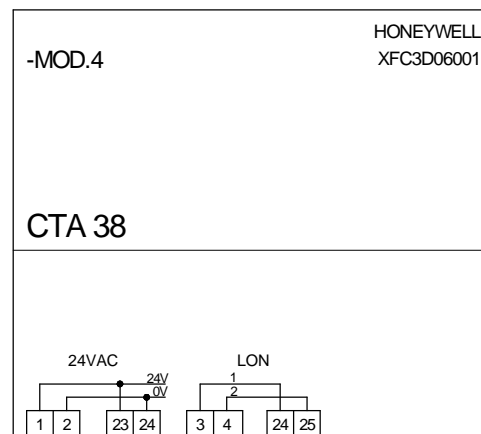 HONEYWELL
-MOD.4 XFC3D06001
CTA 38
24VAC LON
24V 1
0V 2
1 2 23 24 3 4 24 25